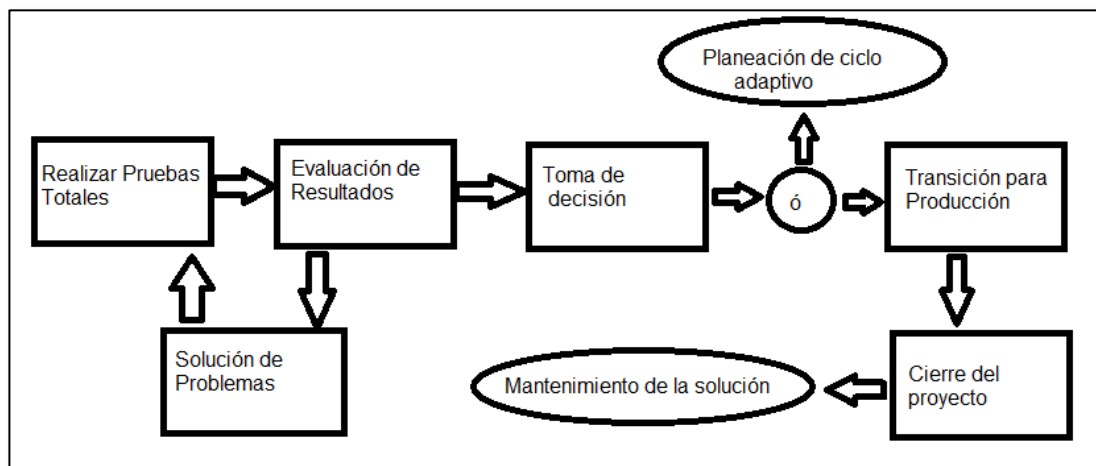 Planeación de ciclo
adaptivo
Realizar Pruebas
Totales
Evaluación de
Resultados
Toma de
decisión
ó
Transición para
Producción
Solución de
Problemas
Mantenimiento de la solución
Cierre del
proyecto